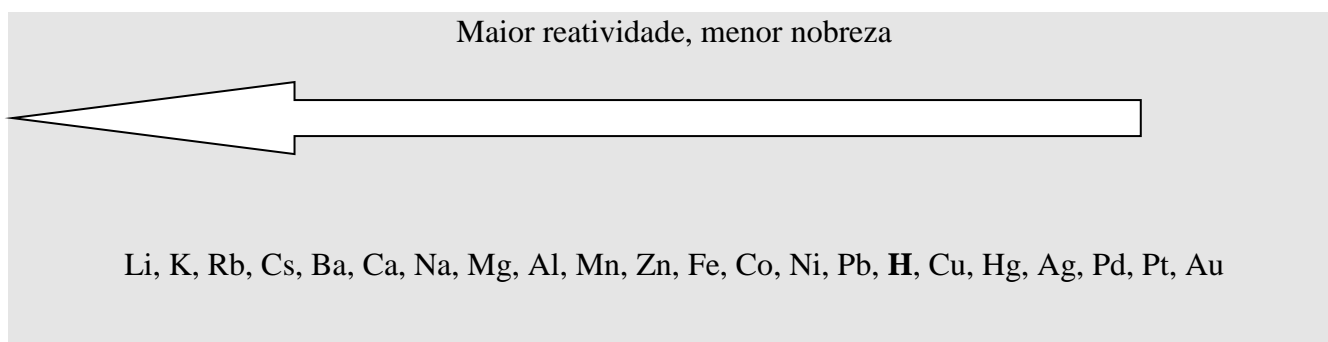 Maior reatividade, menor nobreza
Li, K, Rb, Cs, Ba, Ca, Na, Mg, Al, Mn, Zn, Fe, Co, Ni, Pb, H, Cu, Hg, Ag, Pd, Pt, Au